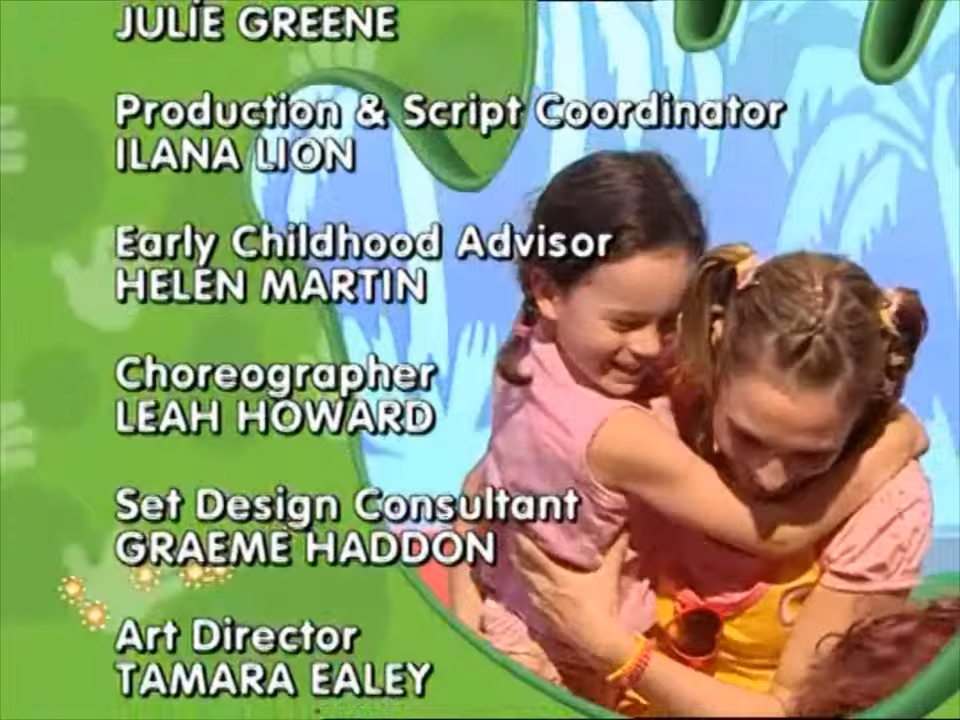 JULIE GREENE
Production & Script Coordinator
ILANA LION
Early Childhood Advisor
HELEN MARTIN
Choreographer
LEAH HOWARD
Set Design Consultant
GRAEME HADDON
Art Director
TAMARA EALEY